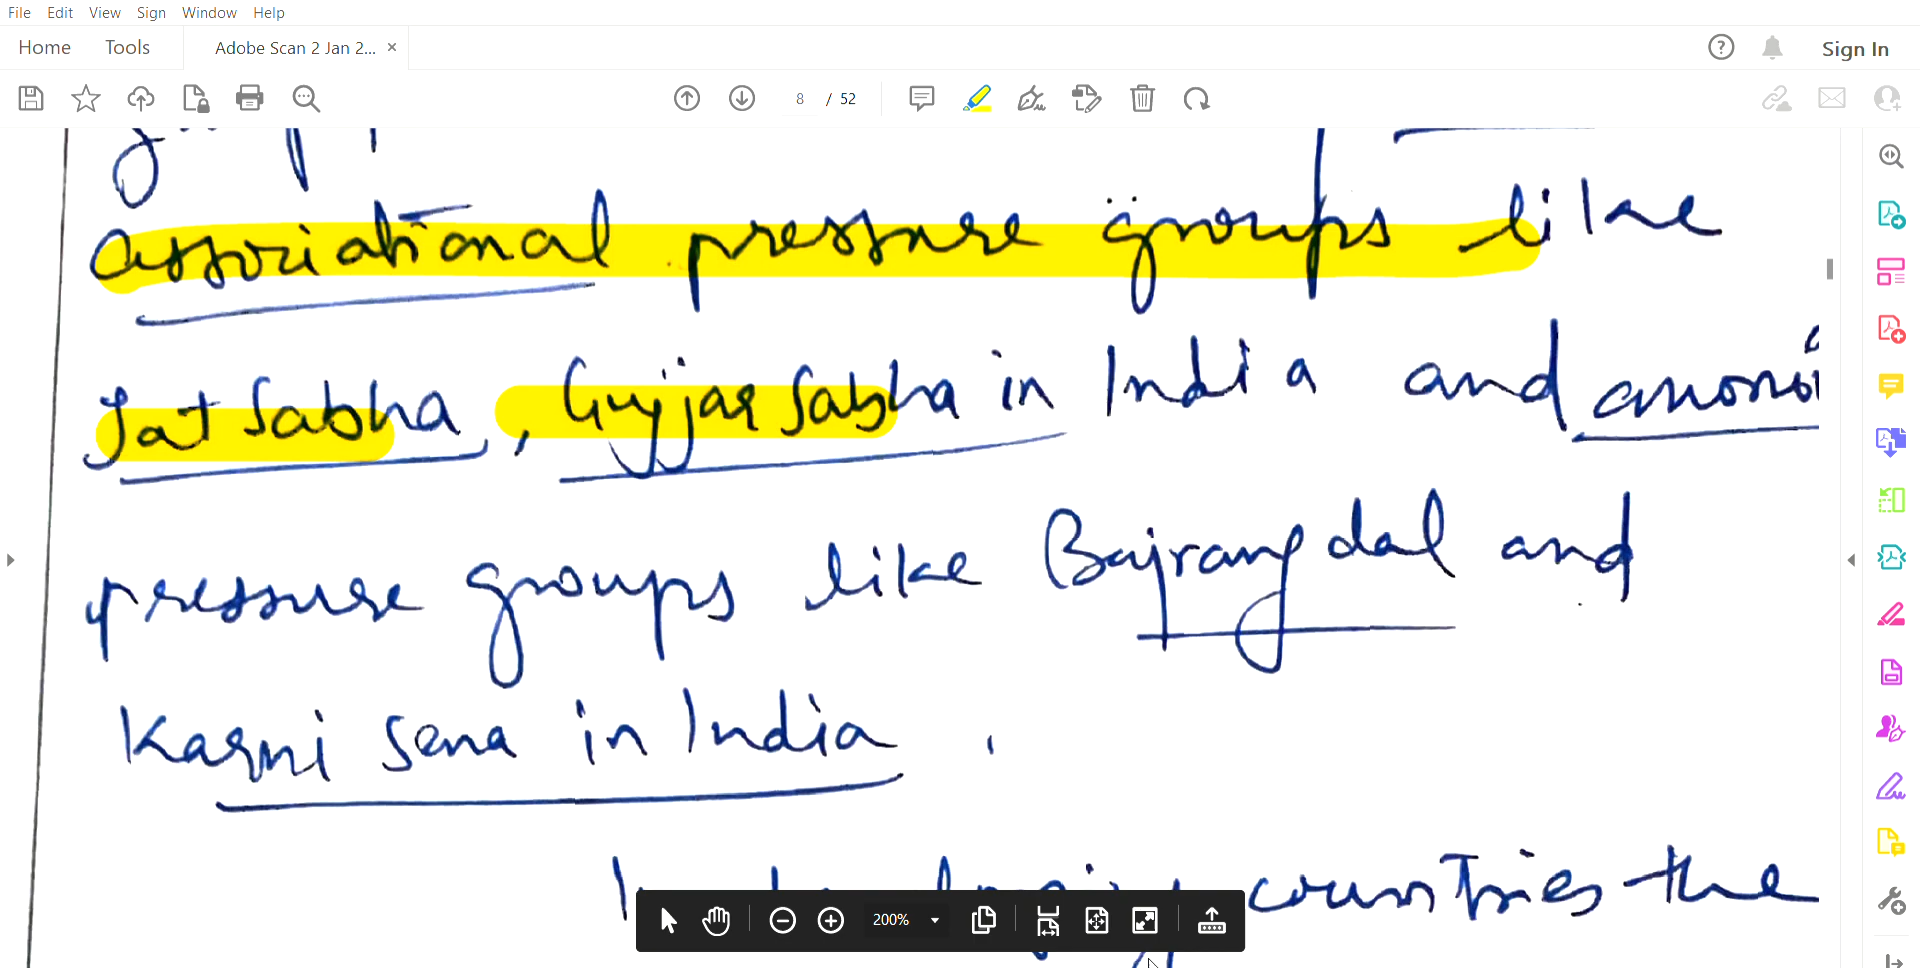 File Edit View Sign Window Help
Home Tools Adobe Scan 2 Jan 2... × Sign In
8 / 52
associational pressure groups like
Jat Sabha, Gujjar Sabha in India and
pressure groups like Bajrang dal and
Karni Sena in India.
countries the
200%